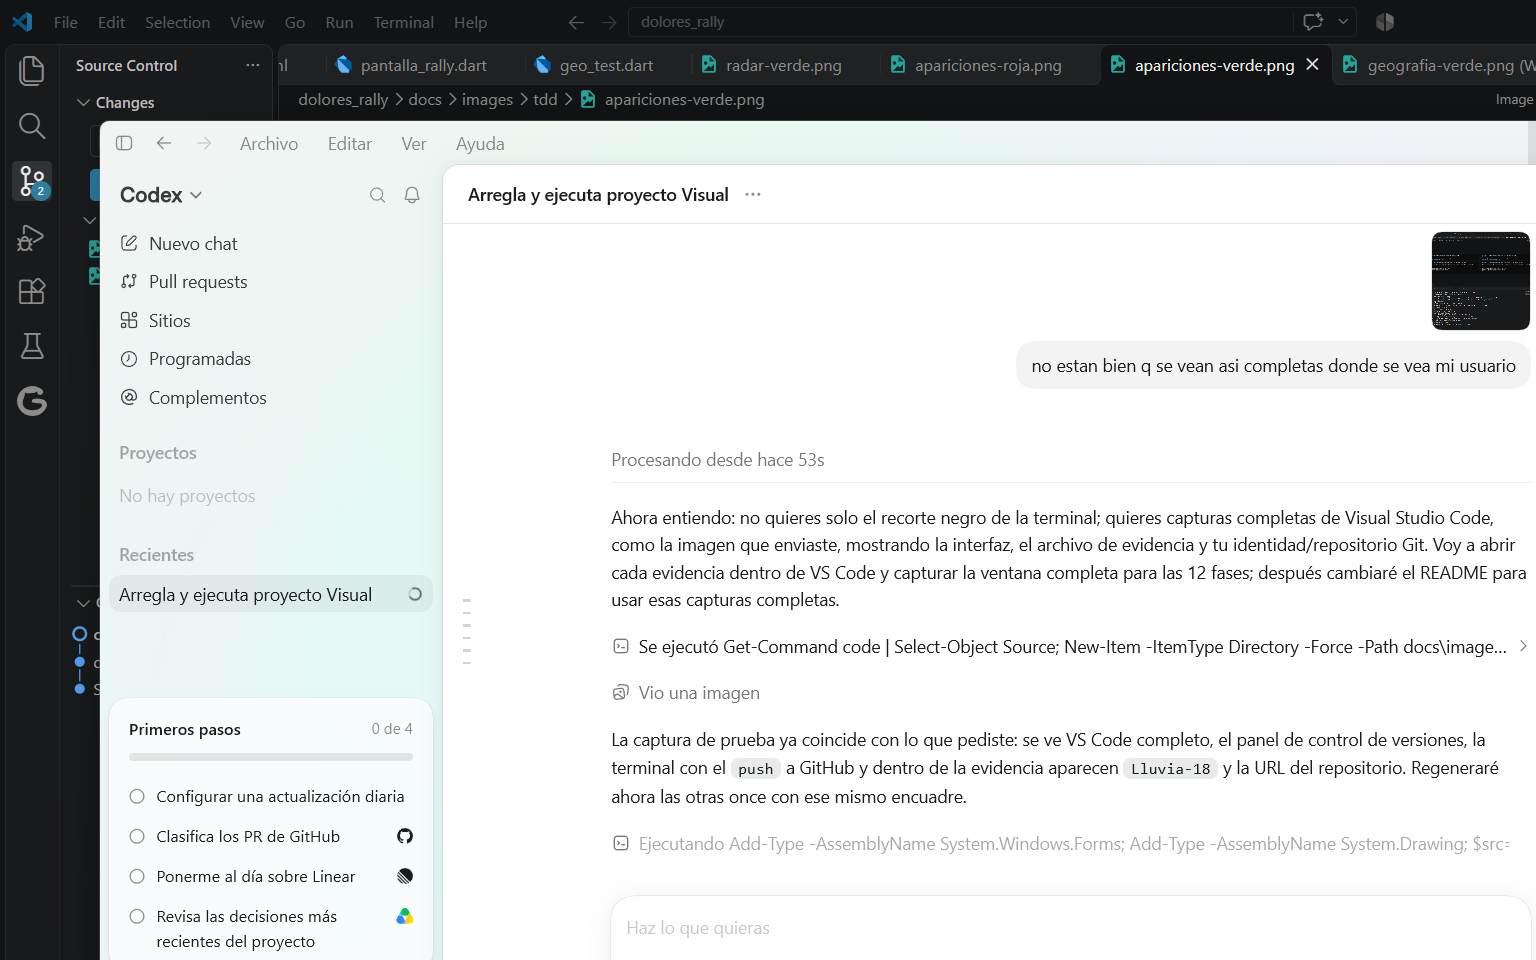 File Edit Selection View Go Run Terminal Help
dolores_rally
Source Control
pantalla_rally.dart
geo_test.dart
radar-verde.png
apariciones-roja.png
apariciones-verde.png
geografia-verde.png (W
Changes
dolores_rally > docs > images > tdd > apariciones-verde.png
Image
2
Archivo Editar Ver Ayuda
Codex
Nuevo chat
Pull requests
Sitios
Programadas
Complementos
Proyectos
No hay proyectos
Recientes
Arregla y ejecuta proyecto Visual
Primeros pasos 0 de 4
Configurar una actualización diaria
Clasifica los PR de GitHub
Ponerme al día sobre Linear
Revisa las decisiones más
recientes del proyecto
Arregla y ejecuta proyecto Visual
no estan bien q se vean asi completas donde se vea mi usuario
Procesando desde hace 53s
Ahora entiendo: no quieres solo el recorte negro de la terminal; quieres capturas completas de Visual Studio Code,
como la imagen que enviaste, mostrando la interfaz, el archivo de evidencia y tu identidad/repositorio Git. Voy a abrir
cada evidencia dentro de VS Code y capturar la ventana completa para las 12 fases; después cambiaré el README para
usar esas capturas completas.
Se ejecutó Get-Command code | Select-Object Source; New-Item -ItemType Directory -Force -Path docs\image...
Vio una imagen
La captura de prueba ya coincide con lo que pediste: se ve VS Code completo, el panel de control de versiones, la
terminal con el push a GitHub y dentro de la evidencia aparecen Lluvia-18 y la URL del repositorio. Regeneraré
ahora las otras once con ese mismo encuadre.
Ejecutando Add-Type -AssemblyName System.Windows.Forms; Add-Type -AssemblyName System.Drawing; $src=
Haz lo que quieras